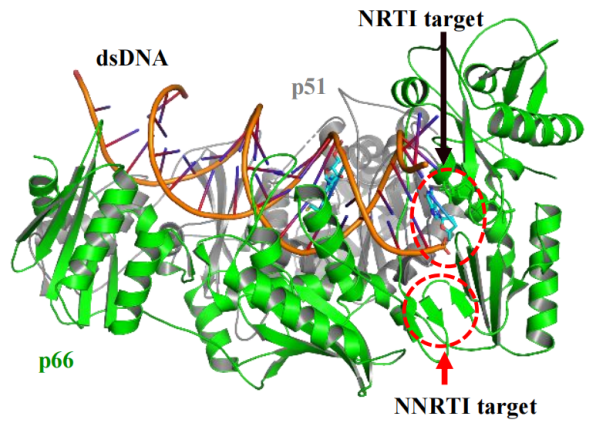 NRTI target
dsDNA
p51
p66
NNRTI target